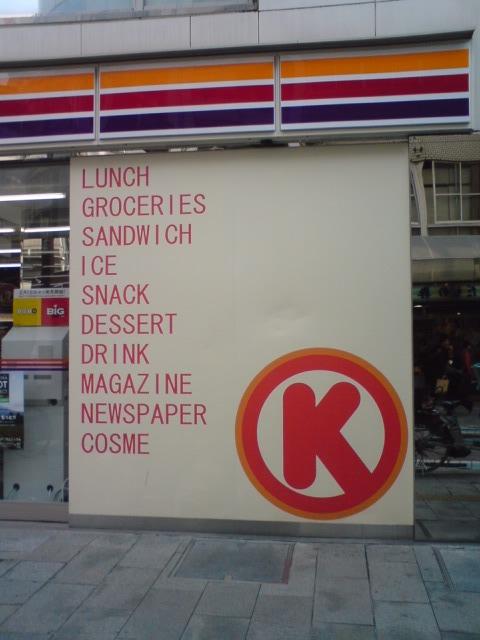 LUNCH
GROCERIES
SANDWICH
ICE
SNACK
DESSERT
DRINK
MAGAZINE
NEWSPAPER
COSME
K
BIG